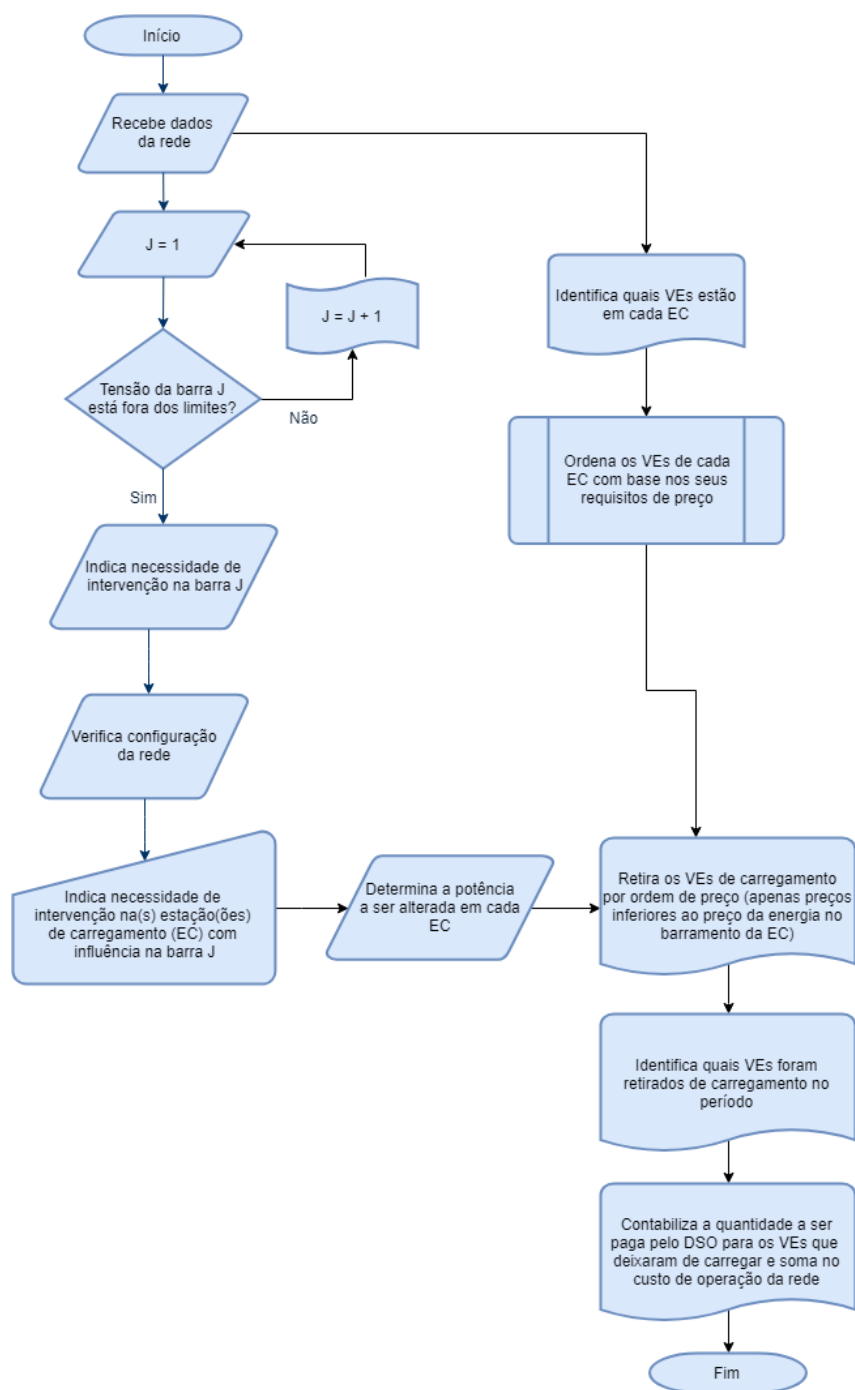 Início
Recebe dados
da rede
J = 1
J = J + 1
Tensão da barra J
está fora dos limites?
Não
Sim
Indica necessidade de
intervenção na barra J
Verifica configuração
da rede
Indica necessidade de
intervenção na(s) estação(ões)
de carregamento (EC) com
influência na barra J
Determina a potência
a ser alterada em cada
EC
Identifica quais VEs estão
em cada EC
Ordena os VEs de cada
EC com base nos seus
requisitos de preço
Retira os VEs de carregamento
por ordem de preço (apenas preços
inferiores ao preço da energia no
barramento da EC)
Identifica quais VEs foram
retirados de carregamento no
período
Contabiliza a quantidade a ser
paga pelo DSO para os VEs que
deixaram de carregar e soma no
custo de operação da rede
Fim